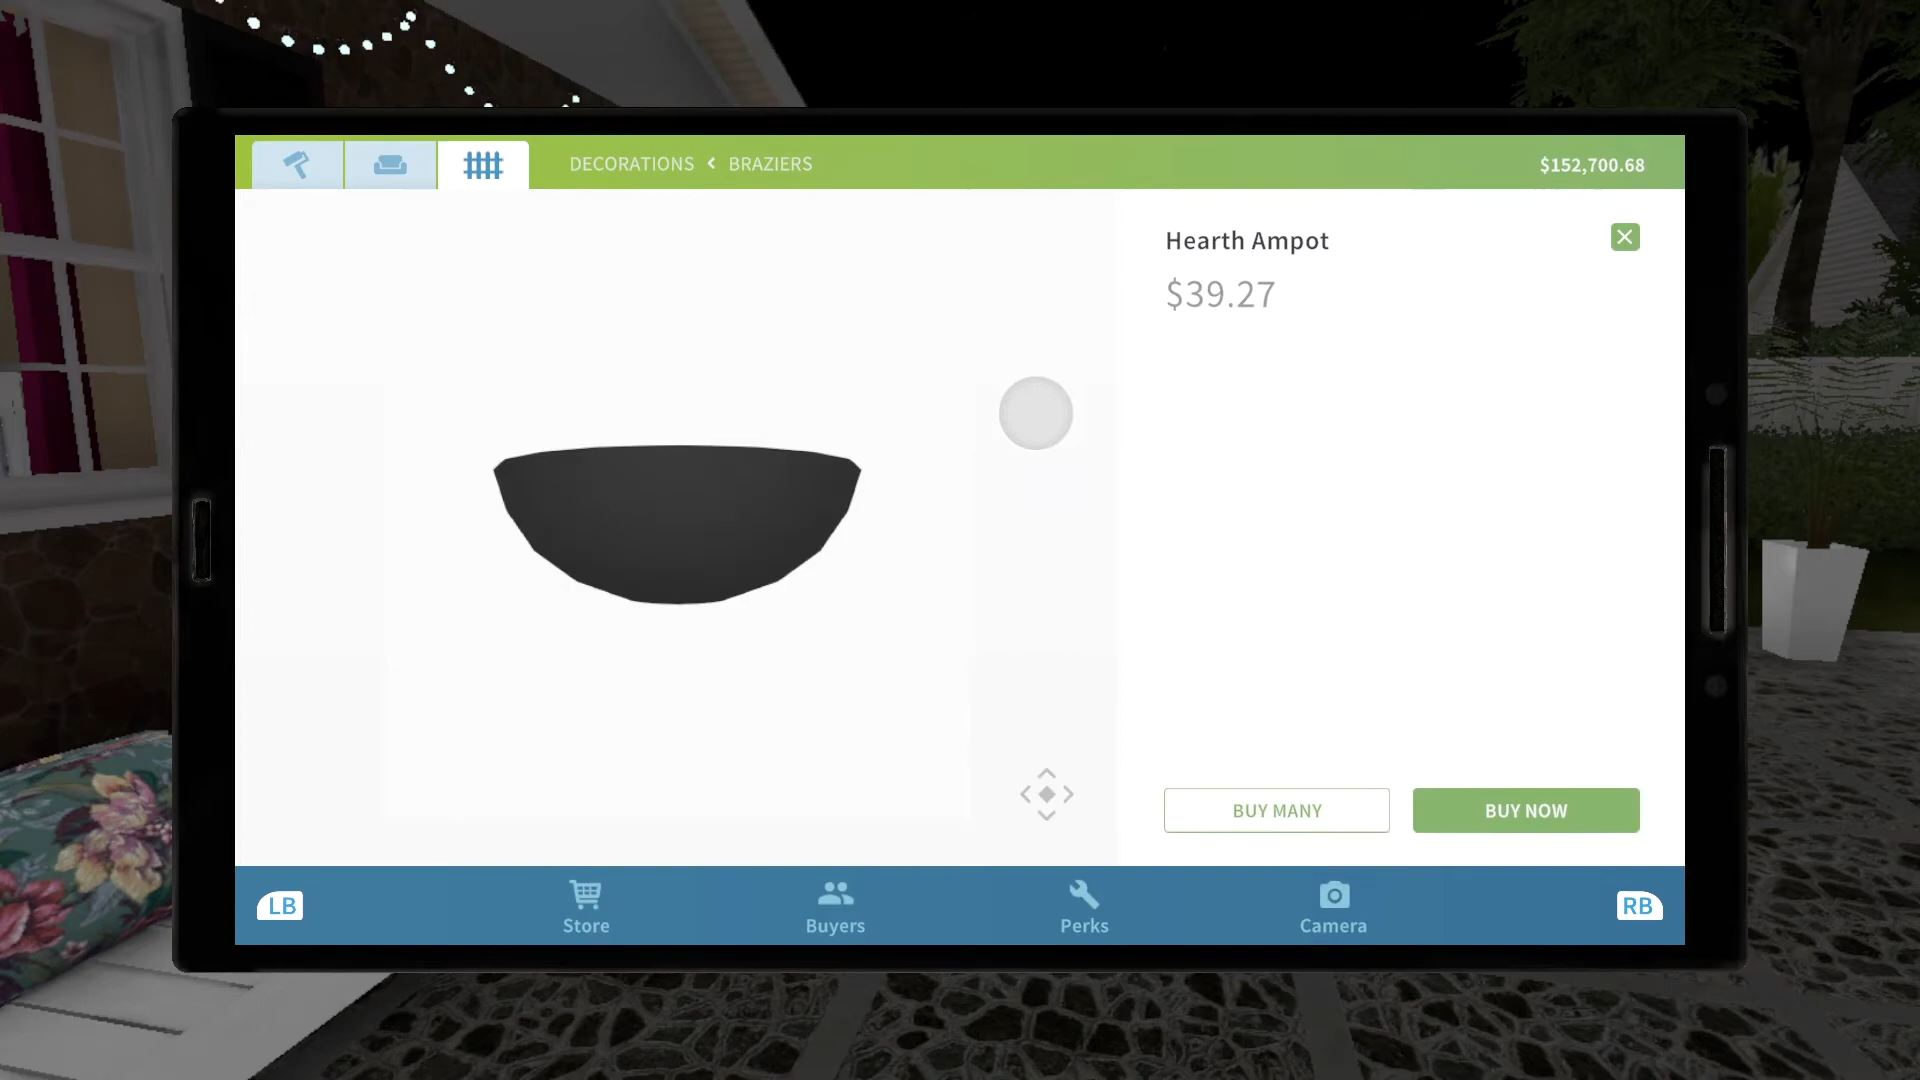 DECORATIONS < BRAZIERS
$152,700.68
Hearth Ampot
$39.27
BUY MANY
BUY NOW
LB
Store
Buyers
Perks
Camera
RB